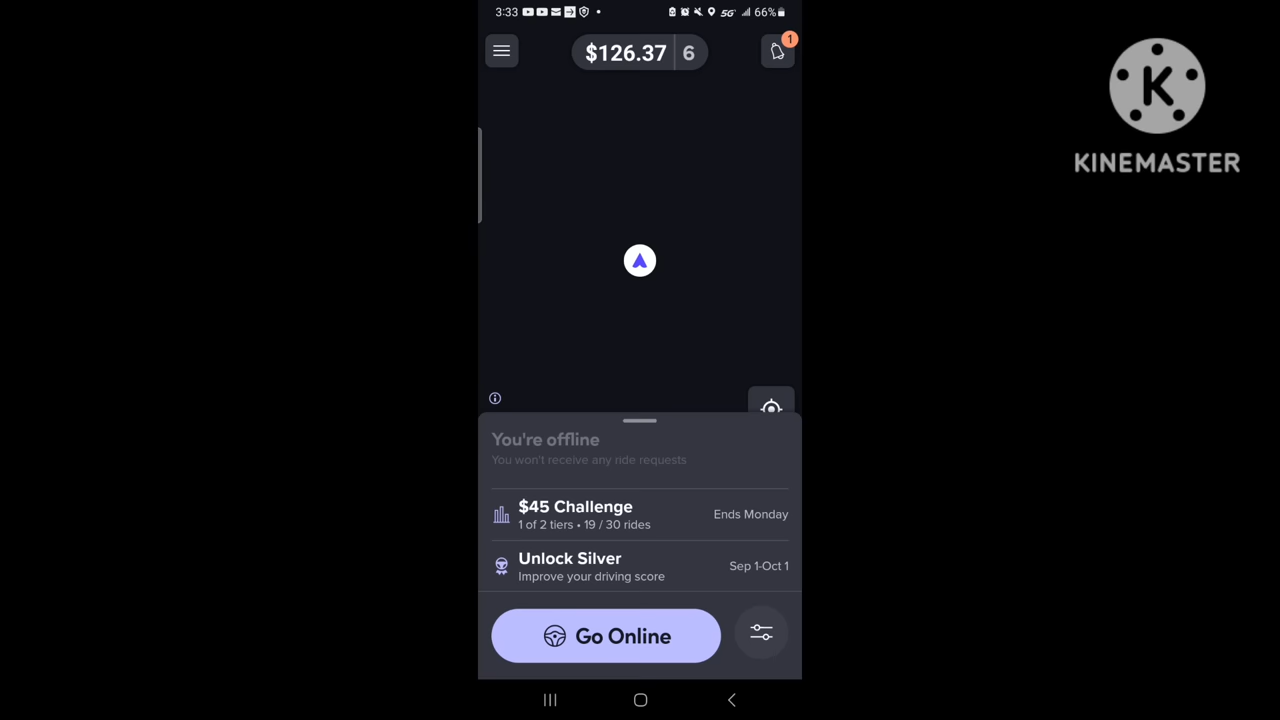 3:33
5G 66%
$126.37 6
1
K
KINEMASTER
You're offline
You won't receive any ride requests
$45 Challenge
1 of 2 tiers • 19 / 30 rides
Ends Monday
Unlock Silver
Improve your driving score
Sep 1-Oct 1
Go Online